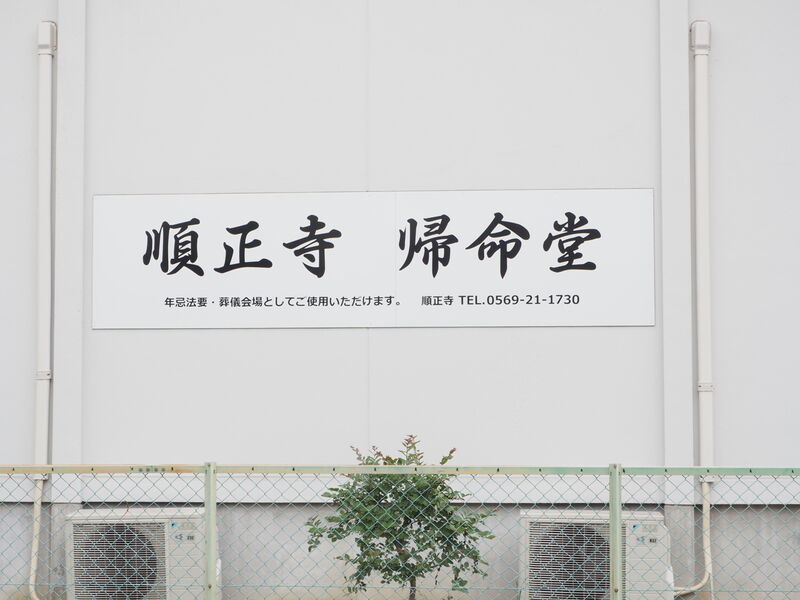 順正寺 帰命堂
年忌法要・葬儀会場としてご使用いただけます。 順正寺 TEL.0569-21-1730